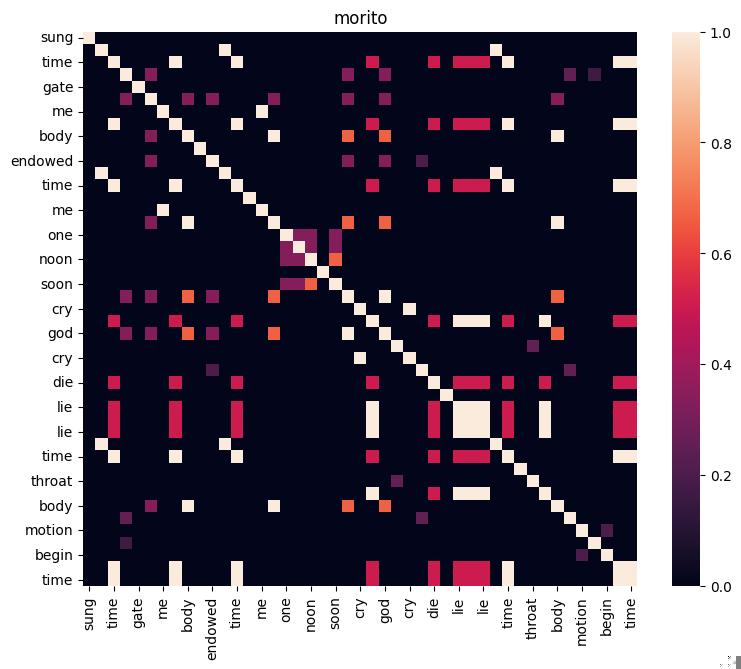 morito
sung
time
gate
me
body
endowed
time
me
one
noon
soon
cry
god
cry
die
lie
lie
time
throat
body
motion
begin
time
1.0
0.8
0.6
0.4
0.2
0.0
sung
time
gate
me
body
endowed
time
me
one
noon
soon
cry
god
cry
die
lie
lie
time
throat
body
motion
begin
time